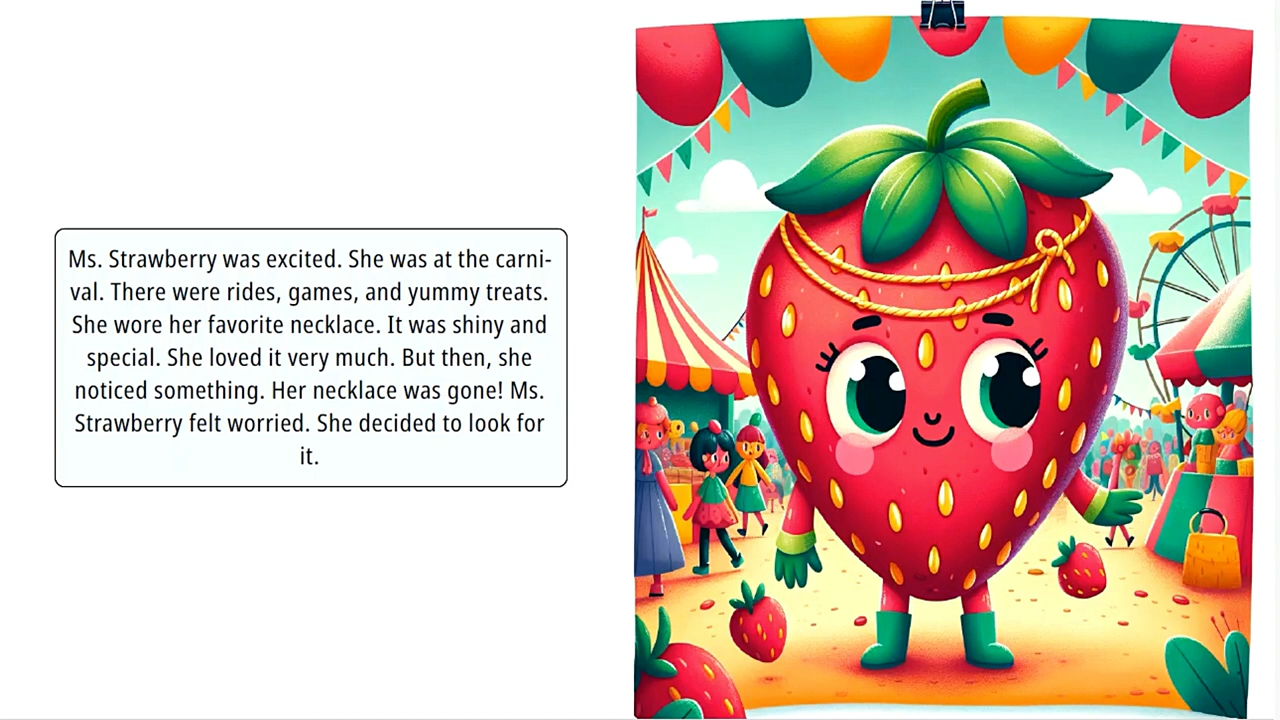 Ms. Strawberry was excited. She was at the carni-
val. There were rides, games, and yummy treats.
She wore her favorite necklace. It was shiny and
special. She loved it very much. But then, she
noticed something. Her necklace was gone! Ms.
Strawberry felt worried. She decided to look for
it.